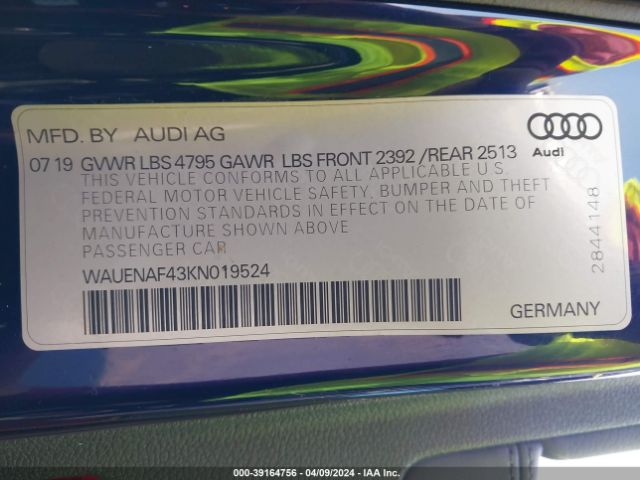 MFD. BY AUDI AG
Audi
07 19 GVWR LBS 4795 GAWR LBS FRONT 2392 /REAR 2513
THIS VEHICLE CONFORMS TO ALL APPLICABLE U.S.
FEDERAL MOTOR VEHICLE SAFETY, BUMPER AND THEFT
PREVENTION STANDARDS IN EFFECT ON THE DATE OF
MANUFACTURE SHOWN ABOVE
PASSENGER CAR
WAUENAF43KN019524
GERMANY
2844148
000-39164756 - 04/09/2024 - IAA Inc.